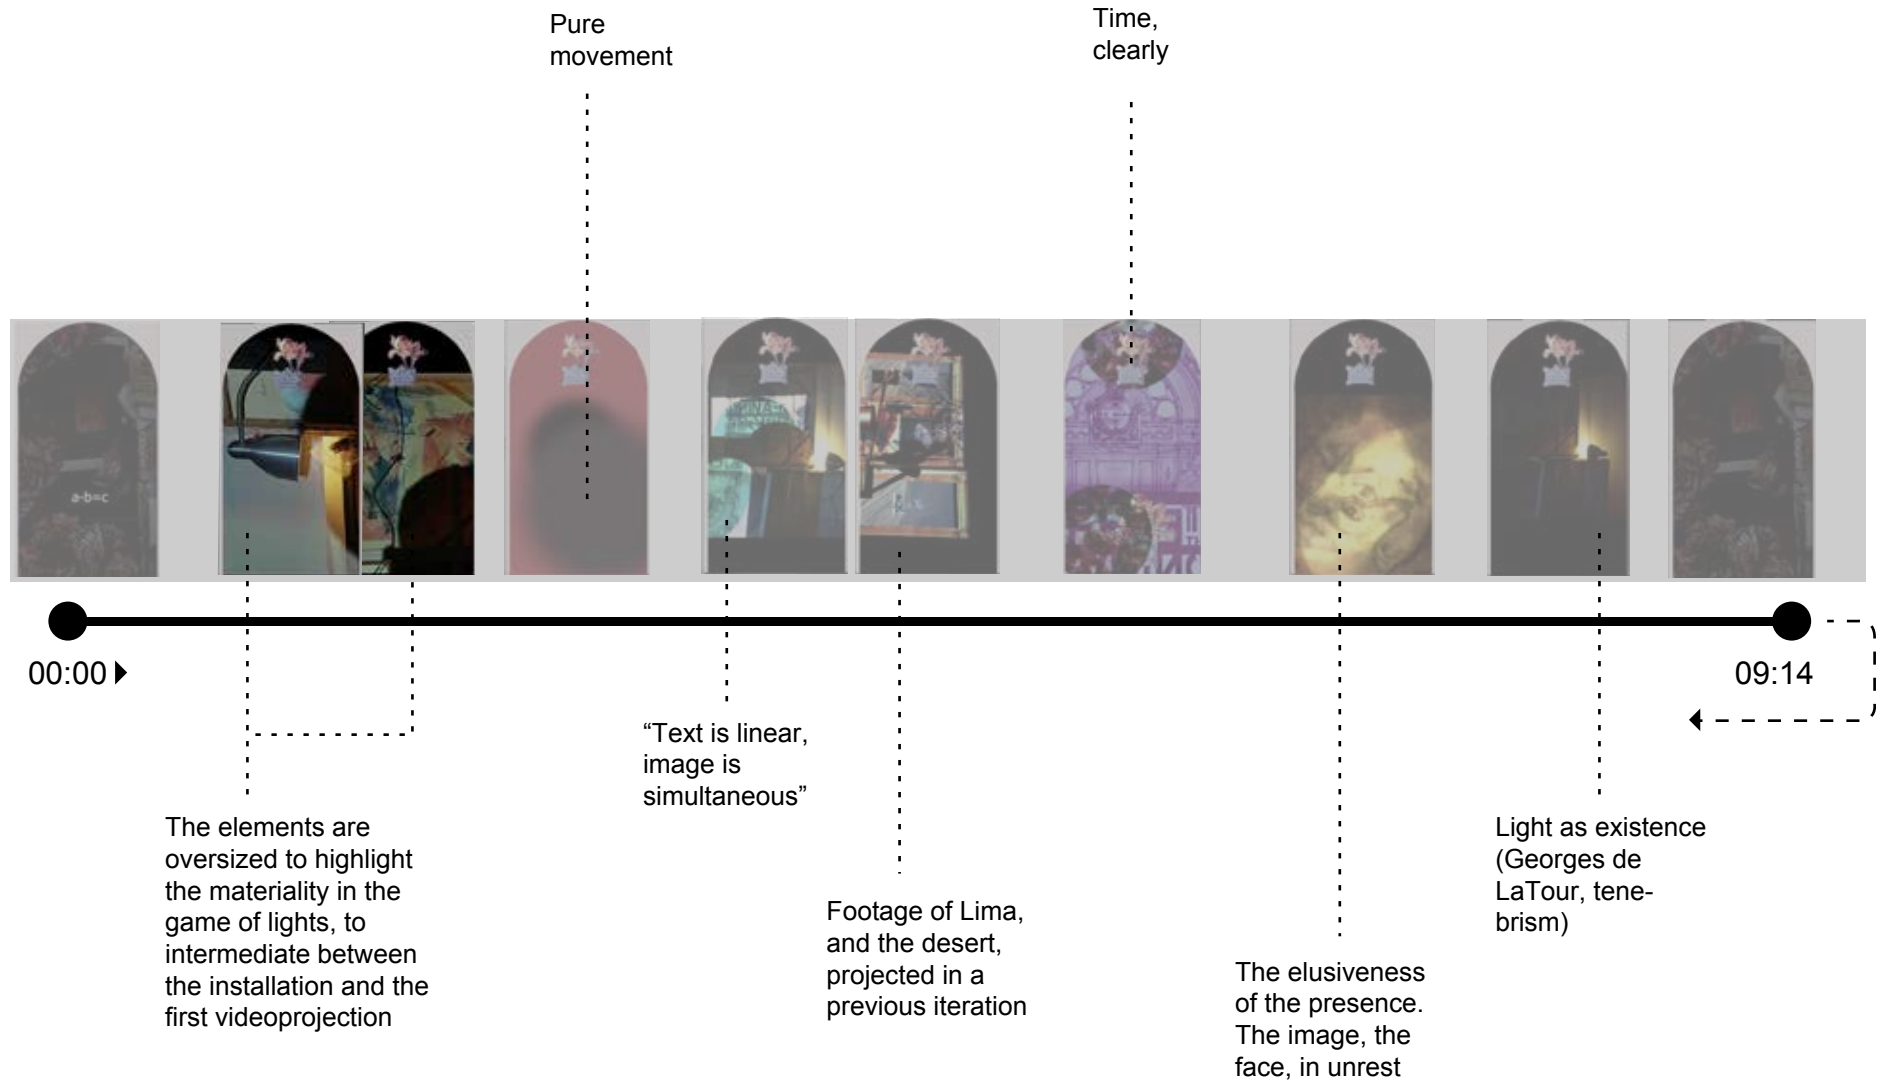 Pure
movement
Time,
clearly
a-b=c
00:00
09:14
“Text is linear,
image is
simultaneous”
The elements are
oversized to highlight
the materiality in the
game of lights, to
intermediate between
the installation and the
first videoprojection
Footage of Lima,
and the desert,
projected in a
previous iteration
Light as existence
(Georges de
LaTour, tene-
brism)
The elusiveness
of the presence.
The image, the
face, in unrest